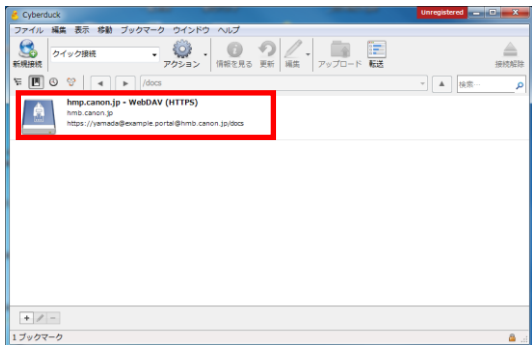 Cyberduck Unregistered
ファイル 編集 表示 移動 ブックマーク ウインドウ ヘルプ
クイック接続
新規接続 アクション 情報を見る 更新 編集 アップロード 転送 接続解除
/docs 検索…
hmp.canon.jp - WebDAV (HTTPS)
hmb.canon.jp
https://yamada@example.portal@hmb.canon.jp/docs
1 ブックマーク